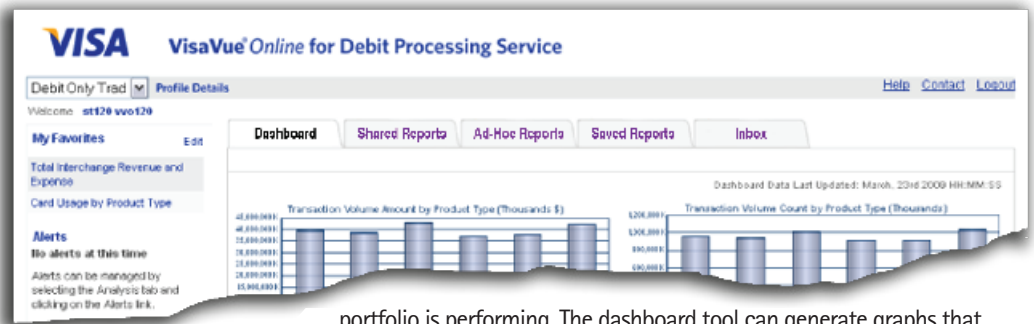 VISA VisaVue® Online for Debit Processing Service
Debit Only Trad Profile Details
Help Contact Logout
Welcome st120 vvo120
My Favorites Edit
Total Interchange Revenue and
Expense
Card Usage by Product Type
Alerts
No alerts at this time
Alerts can be managed by
selecting the Analysis tab and
clicking on the Alerts link.
Dashboard Shared Reports Ad-Hoc Reports Saved Reports Inbox
Dashboard Data Last Updated: March, 23rd 2009 HH:MM:SS
Transaction Volume Amount by Product Type (Thousands $)
Transaction Volume Count by Product Type (Thousands)
portfolio is performing. The dashboard tool can generate graphs that